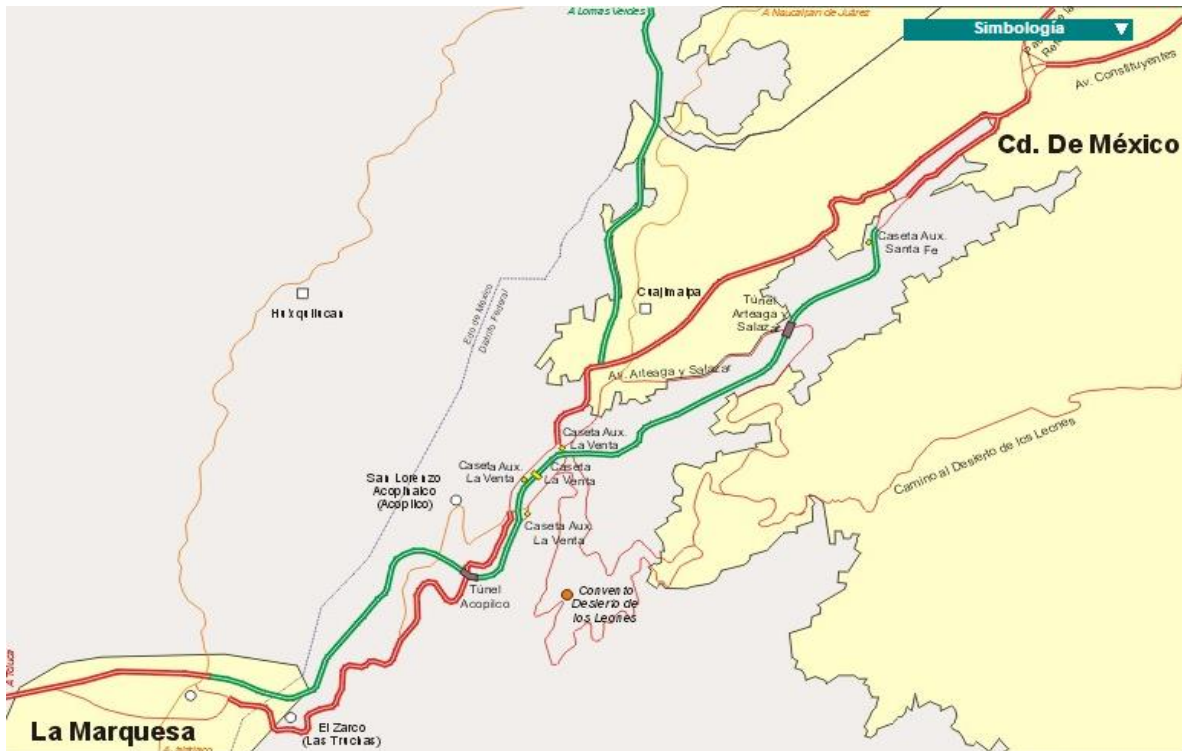 A Lomas Verdes
A Naucalpan de Juárez
Simbología
Av. Constituyentes
Cd. De México
Caseta Aux.
Santa Fe
Huixquilucan
Edo de México
Distrito Federal
Cuajimalpa
Túnel
Arteaga y
Salazar
Av. Arteaga y Salazar
Caseta Aux.
La Venta
Caseta Aux.
La Venta
Caseta
La Venta
San Lorenzo
Acopilco
(Acopilco)
Caseta Aux.
La Venta
Camino al Desierto de los Leones
Túnel
Acopilco
Convento
Desierto de
los Leones
A Toluca
La Marquesa
El Zarco
(Las Truchas)